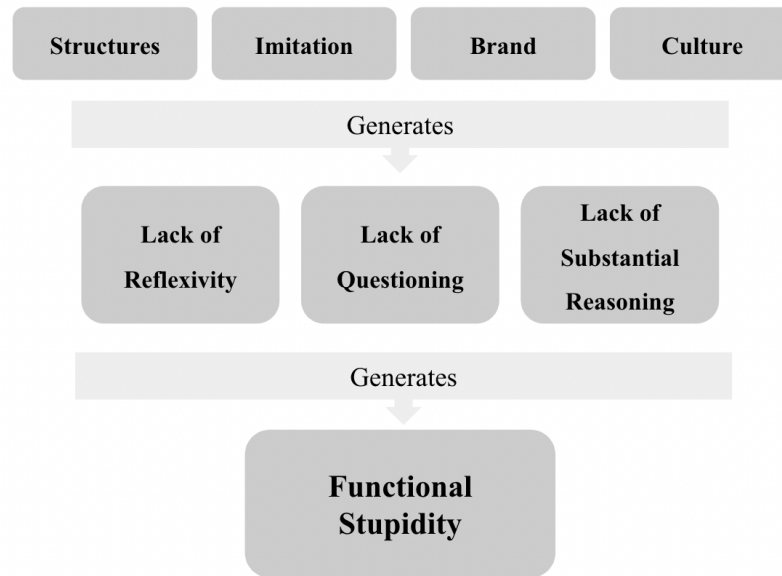 Structures Imitation Brand Culture
Generates
Lack of
Reflexivity
Lack of
Questioning
Lack of
Substantial
Reasoning
Generates
Functional
Stupidity